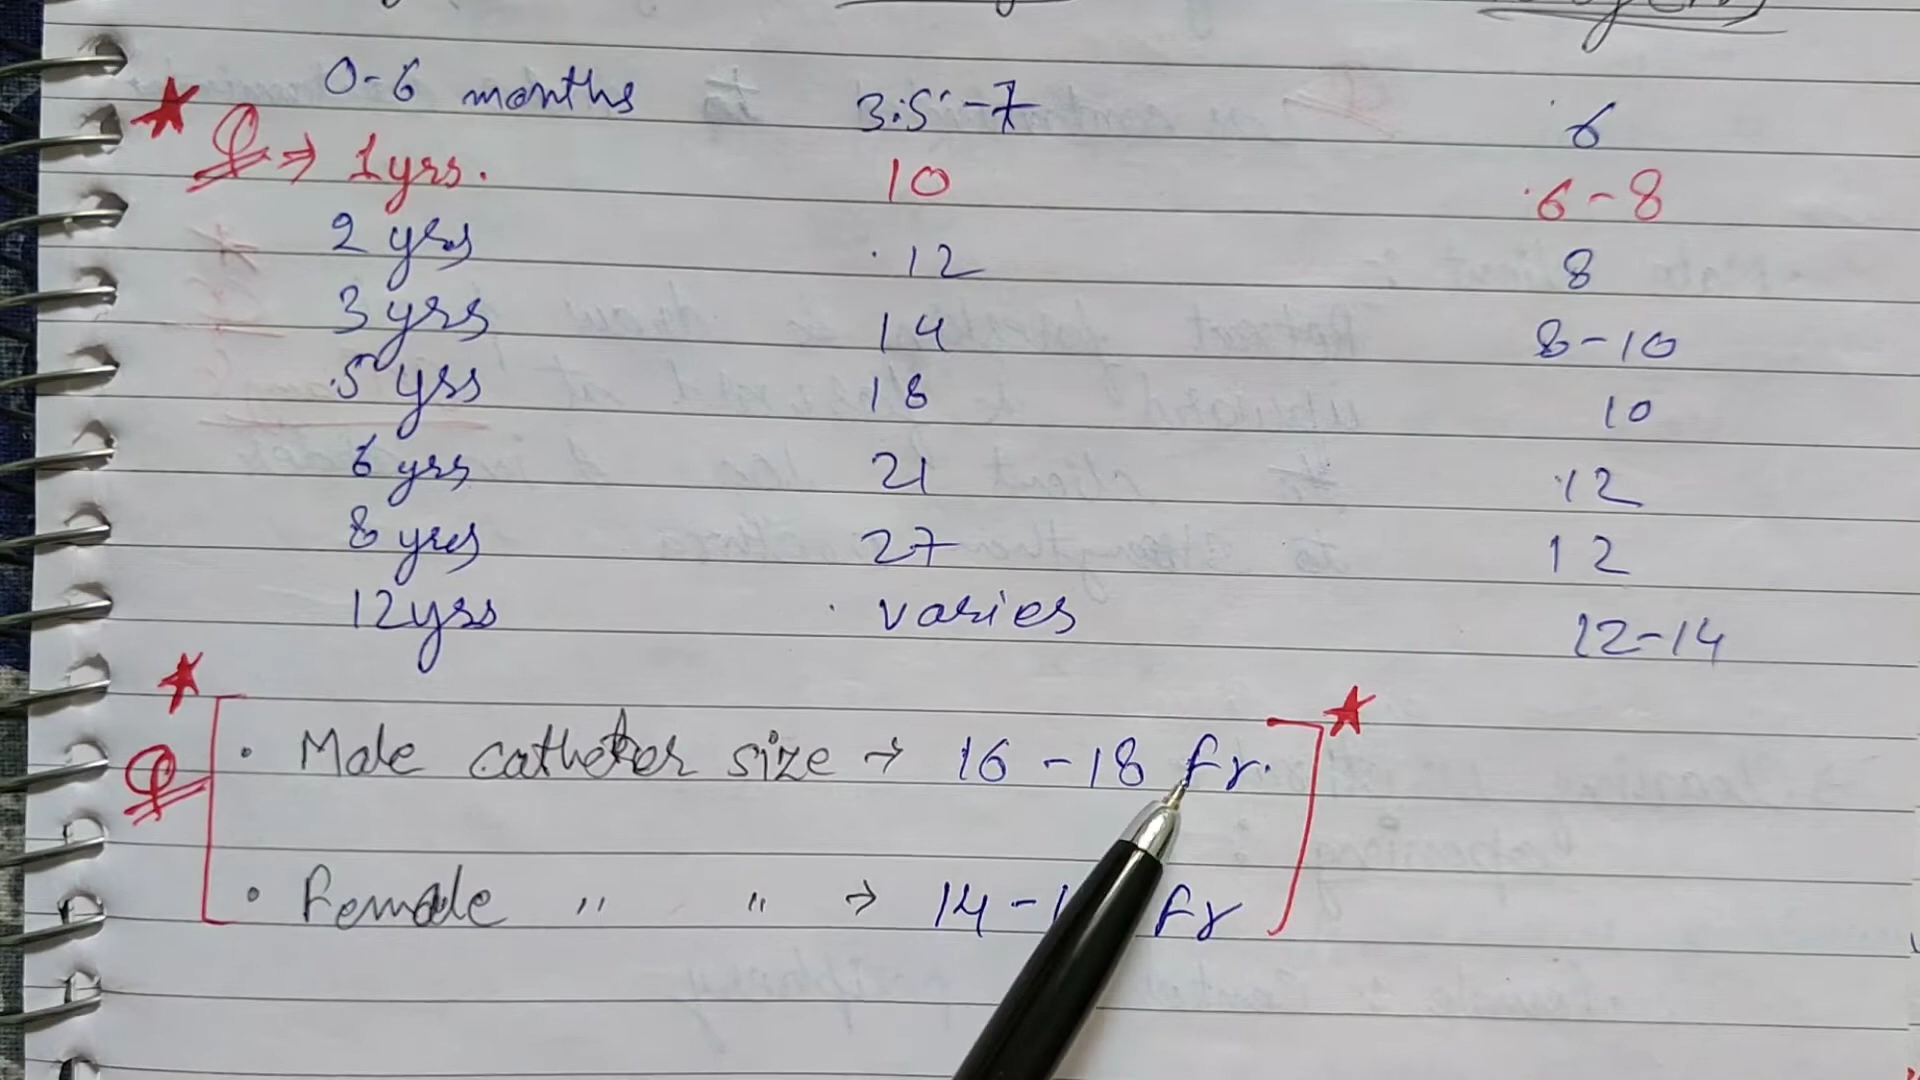 0-6 months 3.5-7 6
Q → 1yrs. 10 6-8
2 yrs 12 8
3 yrs 14 8-10
5 yrs 18 10
6 yrs 21 12
8 yrs 27 12
12yrs varies 12-14
Q
• Male catheter size → 16-18 Fr.
• Female " " → 14-1 Fr